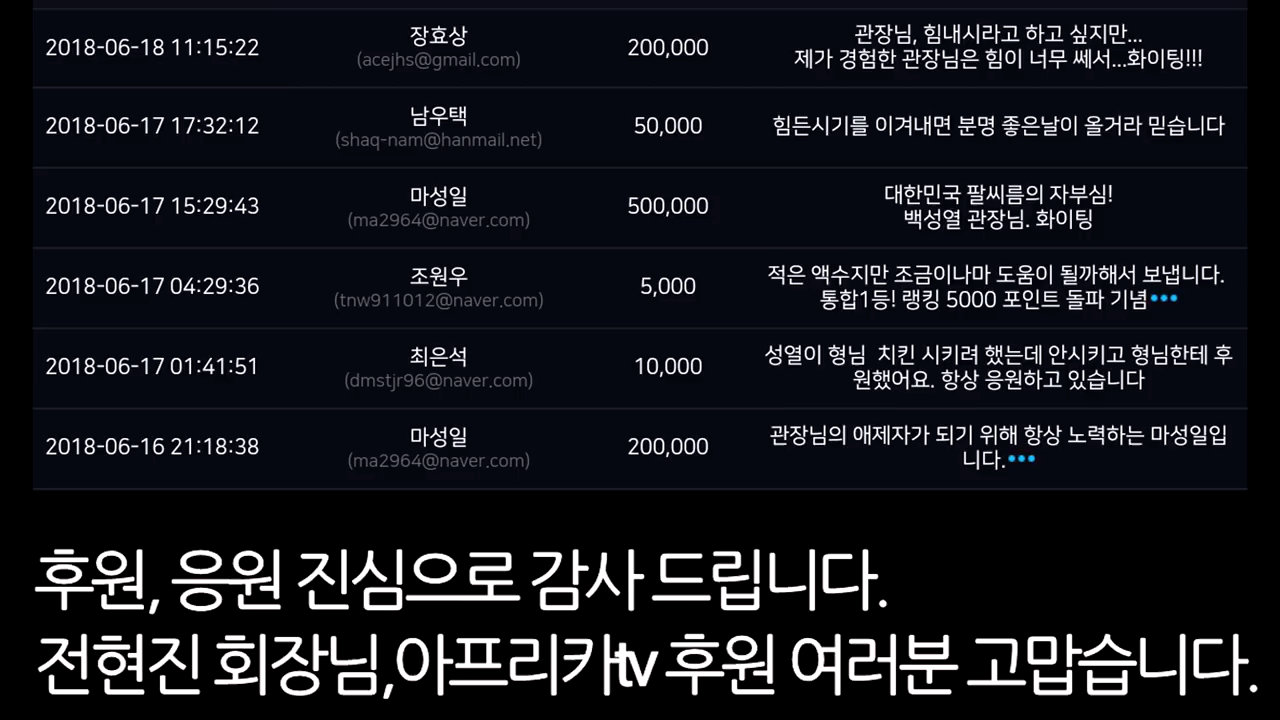 2018-06-18 11:15:22 장효상 200,000 관장님, 힘내시라고 하고 싶지만...
(acejhs@gmail.com) 제가 경험한 관장님은 힘이 너무 쎄서...화이팅!!!
2018-06-17 17:32:12 남우택 50,000 힘든시기를 이겨내면 분명 좋은날이 올거라 믿습니다
(shaq-nam@hanmail.net)
2018-06-17 15:29:43 마성일 500,000 대한민국 팔씨름의 자부심!
(ma2964@naver.com) 백성열 관장님. 화이팅
2018-06-17 04:29:36 조원우 5,000 적은 액수지만 조금이나마 도움이 될까해서 보냅니다.
(tnw911012@naver.com) 통합1등! 랭킹 5000 포인트 돌파 기념•••
2018-06-17 01:41:51 최은석 10,000 성열이 형님 치킨 시키려 했는데 안시키고 형님한테 후
(dmstjr96@naver.com) 원했어요. 항상 응원하고 있습니다
2018-06-16 21:18:38 마성일 200,000 관장님의 애제자가 되기 위해 항상 노력하는 마성일입
(ma2964@naver.com) 니다.•••
후원, 응원 진심으로 감사 드립니다.
전현진 회장님,아프리카tv 후원 여러분 고맙습니다.